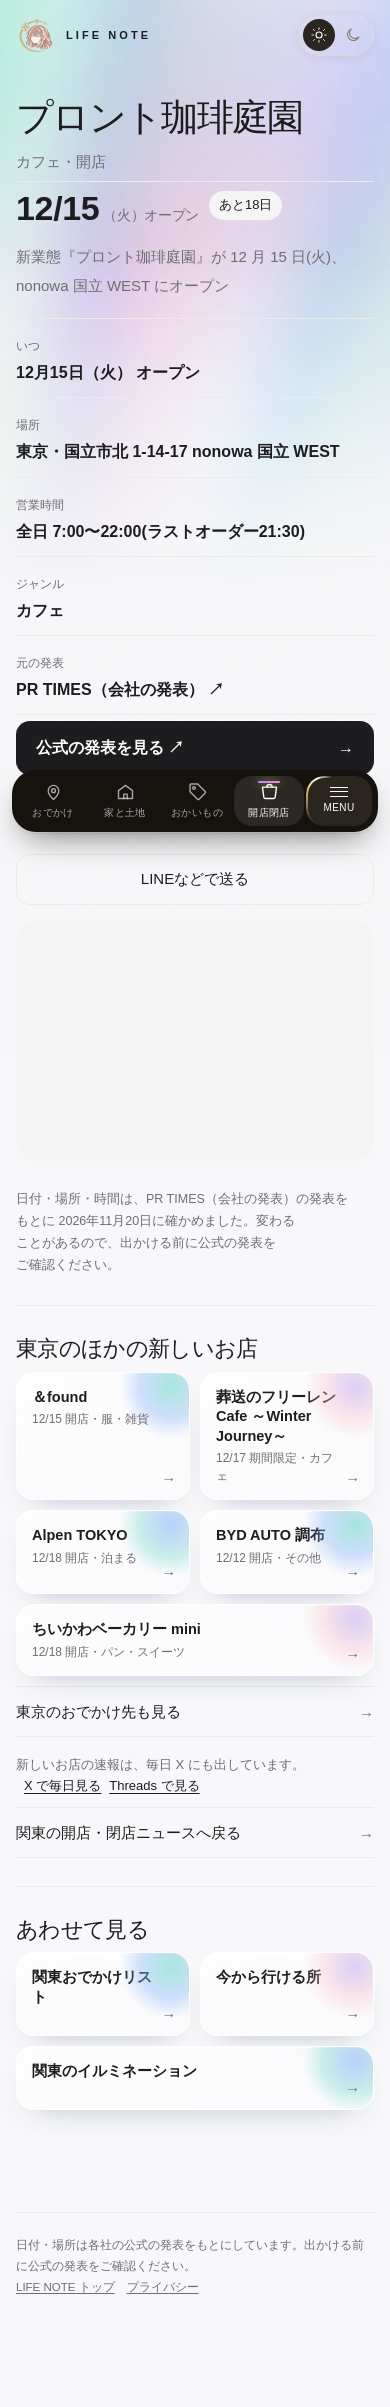 LIFE NOTE
プロント珈琲庭園
カフェ・開店
12/15（火）オープン あと18日
新業態『プロント珈琲庭園』が 12 月 15 日(火)、
nonowa 国立 WEST にオープン
いつ
12月15日（火） オープン
場所
東京・国立市北 1-14-17 nonowa 国立 WEST
営業時間
全日 7:00〜22:00(ラストオーダー21:30)
ジャンル
カフェ
元の発表
PR TIMES（会社の発表） ↗
公式の発表を見る ↗ →
おでかけ 家と土地 おかいもの 開店閉店 MENU
LINEなどで送る
日付・場所・時間は、PR TIMES（会社の発表）の発表を
もとに 2026年11月20日に確かめました。変わる
ことがあるので、出かける前に公式の発表を
ご確認ください。
東京のほかの新しいお店
＆found
12/15 開店・服・雑貨
→
葬送のフリーレン
Cafe ～Winter
Journey～
12/17 期間限定・カフ
ェ →
Alpen TOKYO
12/18 開店・泊まる
→
BYD AUTO 調布
12/12 開店・その他
→
ちいかわベーカリー mini
12/18 開店・パン・スイーツ
→
東京のおでかけ先も見る →
新しいお店の速報は、毎日 X にも出しています。
X で毎日見る Threads で見る
関東の開店・閉店ニュースへ戻る →
あわせて見る
関東おでかけリス
ト
→
今から行ける所
→
関東のイルミネーション
→
日付・場所は各社の公式の発表をもとにしています。出かける前
に公式の発表をご確認ください。
LIFE NOTE トップ プライバシー